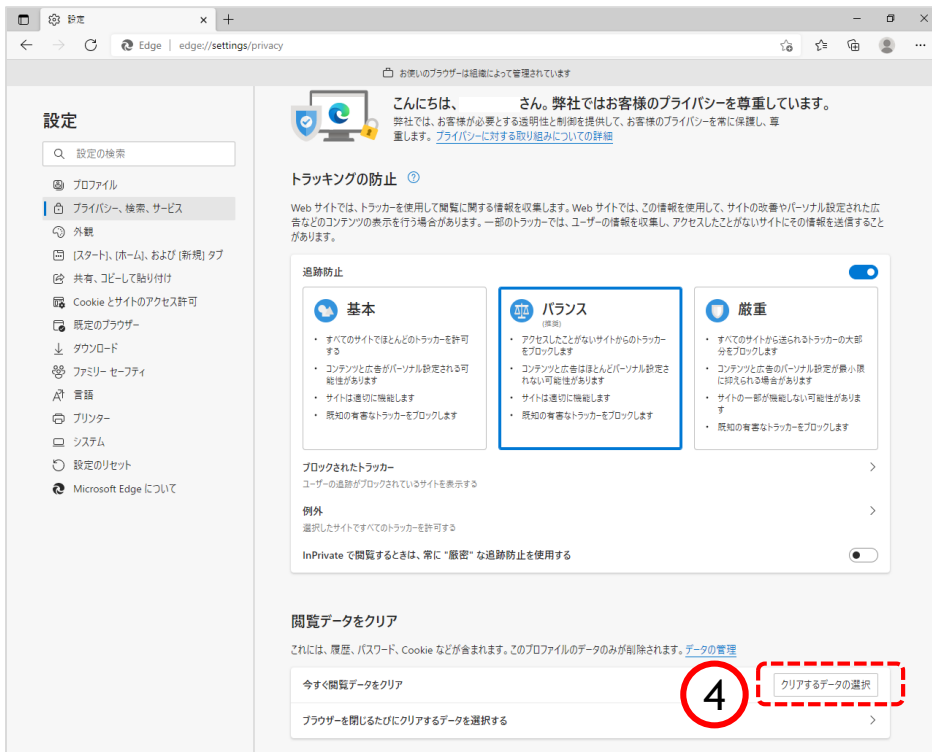 設定
Edge | edge://settings/privacy
お使いのブラウザーは組織によって管理されています
設定
設定の検索
プロファイル
プライバシー、検索、サービス
外観
[スタート]、[ホーム]、および [新規] タブ
共有、コピーして貼り付け
Cookie とサイトのアクセス許可
既定のブラウザー
ダウンロード
ファミリー セーフティ
言語
プリンター
システム
設定のリセット
Microsoft Edge について
こんにちは、 さん。弊社ではお客様のプライバシーを尊重しています。
弊社では、お客様が必要とする透明性と制御を提供して、お客様のプライバシーを常に保護し、尊
重します。プライバシーに対する取り組みについての詳細
トラッキングの防止
Web サイトでは、トラッカーを使用して閲覧に関する情報を収集します。Web サイトでは、この情報を使用して、サイトの改善やパーソナル設定された広
告などのコンテンツの表示を行う場合があります。一部のトラッカーでは、ユーザーの情報を収集し、アクセスしたことがないサイトにその情報を送信すること
があります。
追跡防止
基本
・ すべてのサイトでほとんどのトラッカーを許可
する
・ コンテンツと広告がパーソナル設定される可
能性があります
・ サイトは適切に機能します
・ 既知の有害なトラッカーをブロックします
バランス
(推奨)
・ アクセスしたことがないサイトからのトラッカー
をブロックします
・ コンテンツと広告はほとんどパーソナル設定さ
れない可能性があります
・ サイトは適切に機能します
・ 既知の有害なトラッカーをブロックします
厳重
・ すべてのサイトから送られるトラッカーの大部
分をブロックします
・ コンテンツと広告のパーソナル設定が最小限
に抑えられる場合があります
・ サイトの一部が機能しない可能性がありま
す
・ 既知の有害なトラッカーをブロックします
ブロックされたトラッカー
ユーザーの追跡がブロックされているサイトを表示する
例外
選択したサイトですべてのトラッカーを許可する
InPrivate で閲覧するときは、常に "厳密" な追跡防止を使用する
閲覧データをクリア
これには、履歴、パスワード、Cookie などが含まれます。このプロファイルのデータのみが削除されます。データの管理
今すぐ閲覧データをクリア
4
クリアするデータの選択
ブラウザーを閉じるたびにクリアするデータを選択する